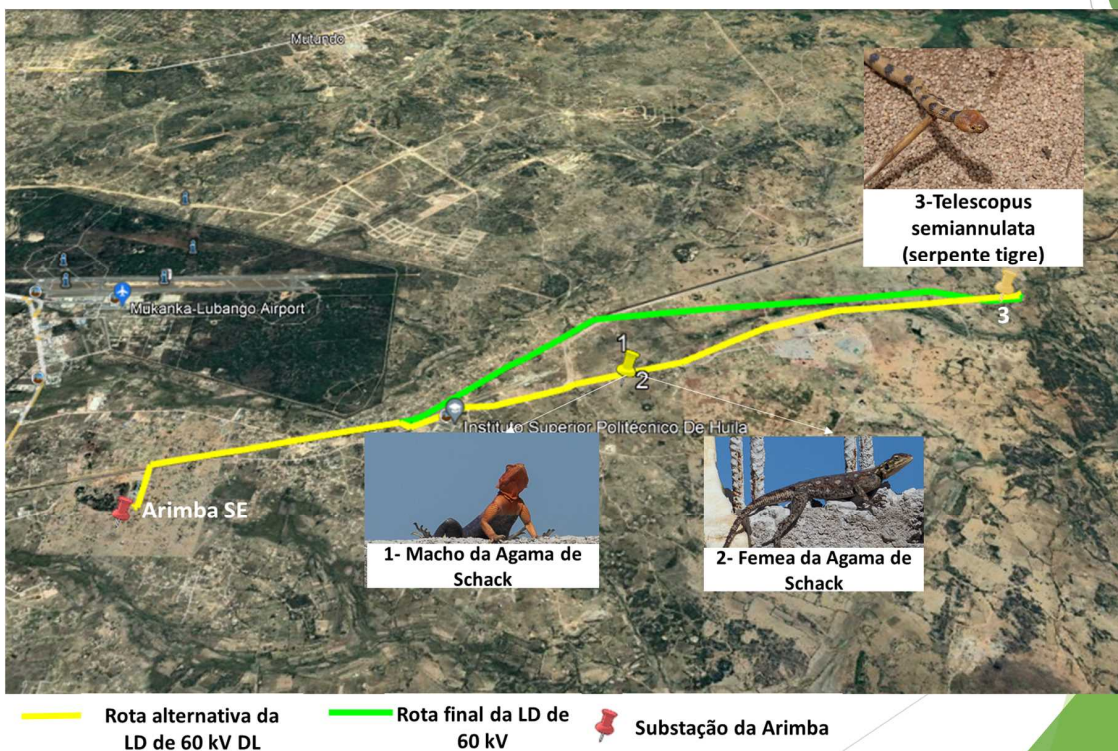 Mutundo
3-Telescopus
semiannulata
(serpente tigre)
Mukanka-Lubango Airport
3
1
2
Instituto Superior Politécnico De Huila
Arimba SE
1- Macho da Agama de
Schack
2- Femea da Agama de
Schack
Rota alternativa da
LD de 60 kV DL
Rota final da LD de
60 kV
Substação da Arimba